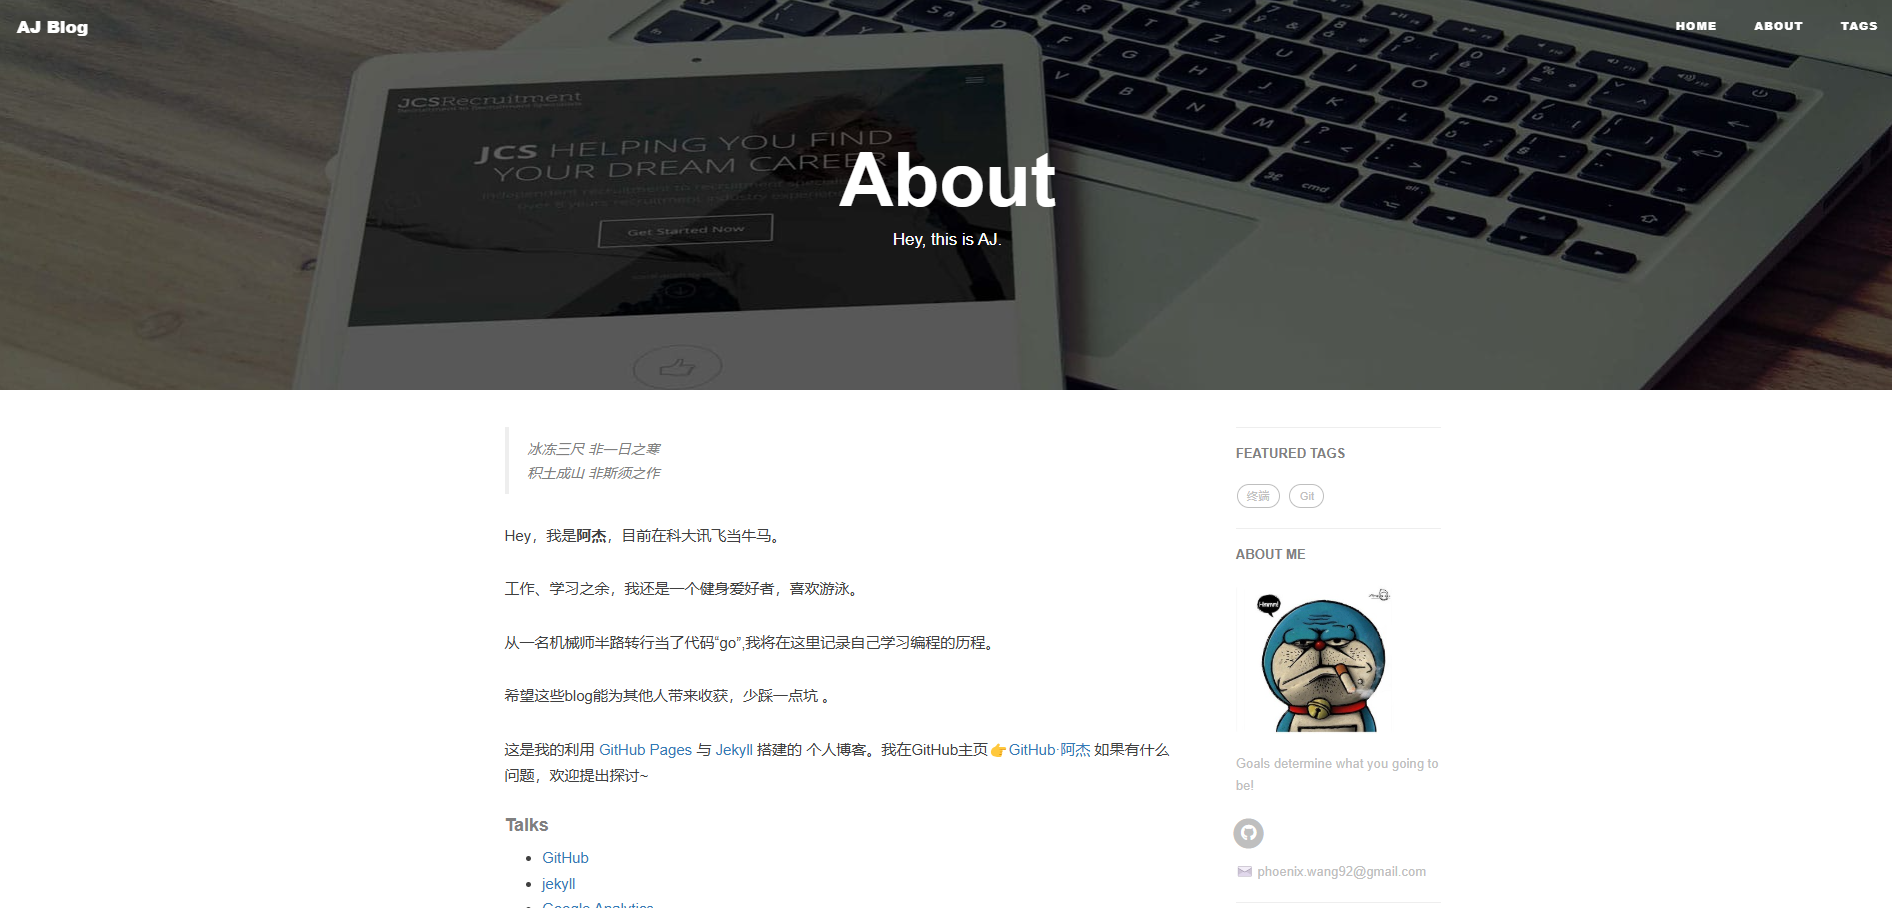 AJ Blog
HOME ABOUT TAGS
JCSRecruitment
JCS HELPING YOU FIND
YOUR DREAM CAREER
Get Started Now
About
Hey, this is AJ.
冰冻三尺 非一日之寒
积土成山 非斯须之作
Hey，我是阿杰，目前在科大讯飞当牛马。
工作、学习之余，我还是一个健身爱好者，喜欢游泳。
从一名机械师半路转行当了代码“go”,我将在这里记录自己学习编程的历程。
希望这些blog能为其他人带来收获，少踩一点坑 。
这是我的利用 GitHub Pages 与 Jekyll 搭建的 个人博客。我在GitHub主页👉GitHub·阿杰 如果有什么
问题，欢迎提出探讨~
Talks
GitHub
jekyll
Google Analytics
FEATURED TAGS
终端 Git
ABOUT ME
Hmmm!
Goals determine what you going to
be!
phoenix.wang92@gmail.com